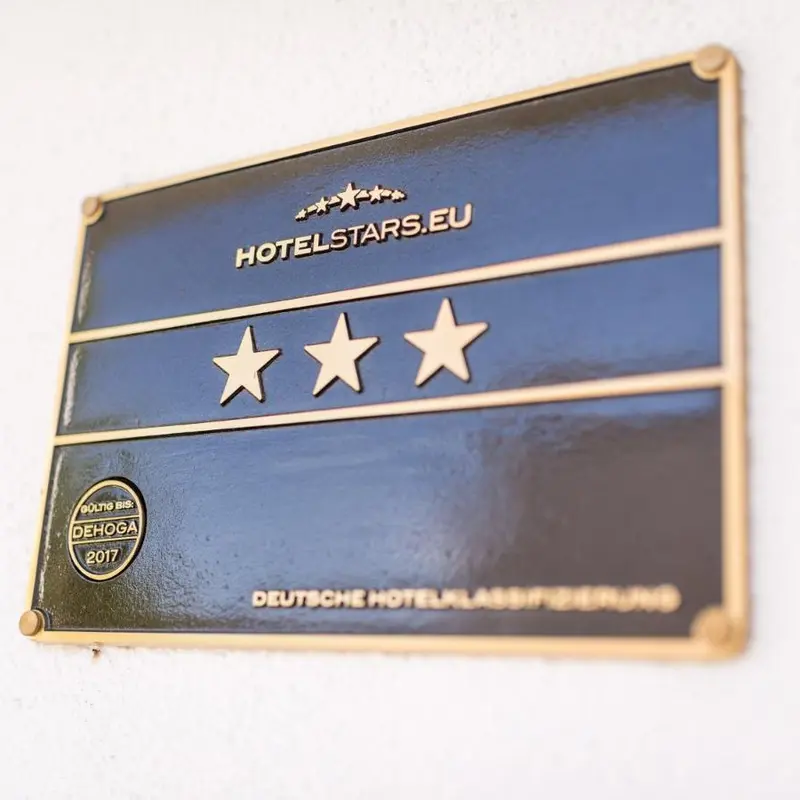 HOTELSTARS.EU
GÜLTIG BIS:
DEHOGA
2017
DEUTSCHE HOTELKLASSIFIZIERUNG